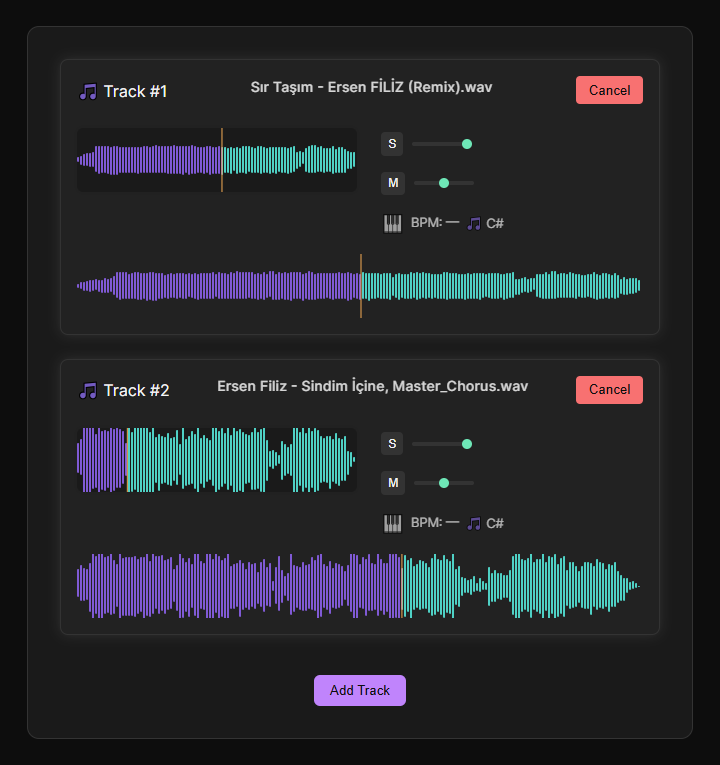 Track #1
Sır Taşım - Ersen FİLİZ (Remix).wav
Cancel
S
M
BPM: — C#
Track #2
Ersen Filiz - Sindim İçine, Master_Chorus.wav
Cancel
S
M
BPM: — C#
Add Track